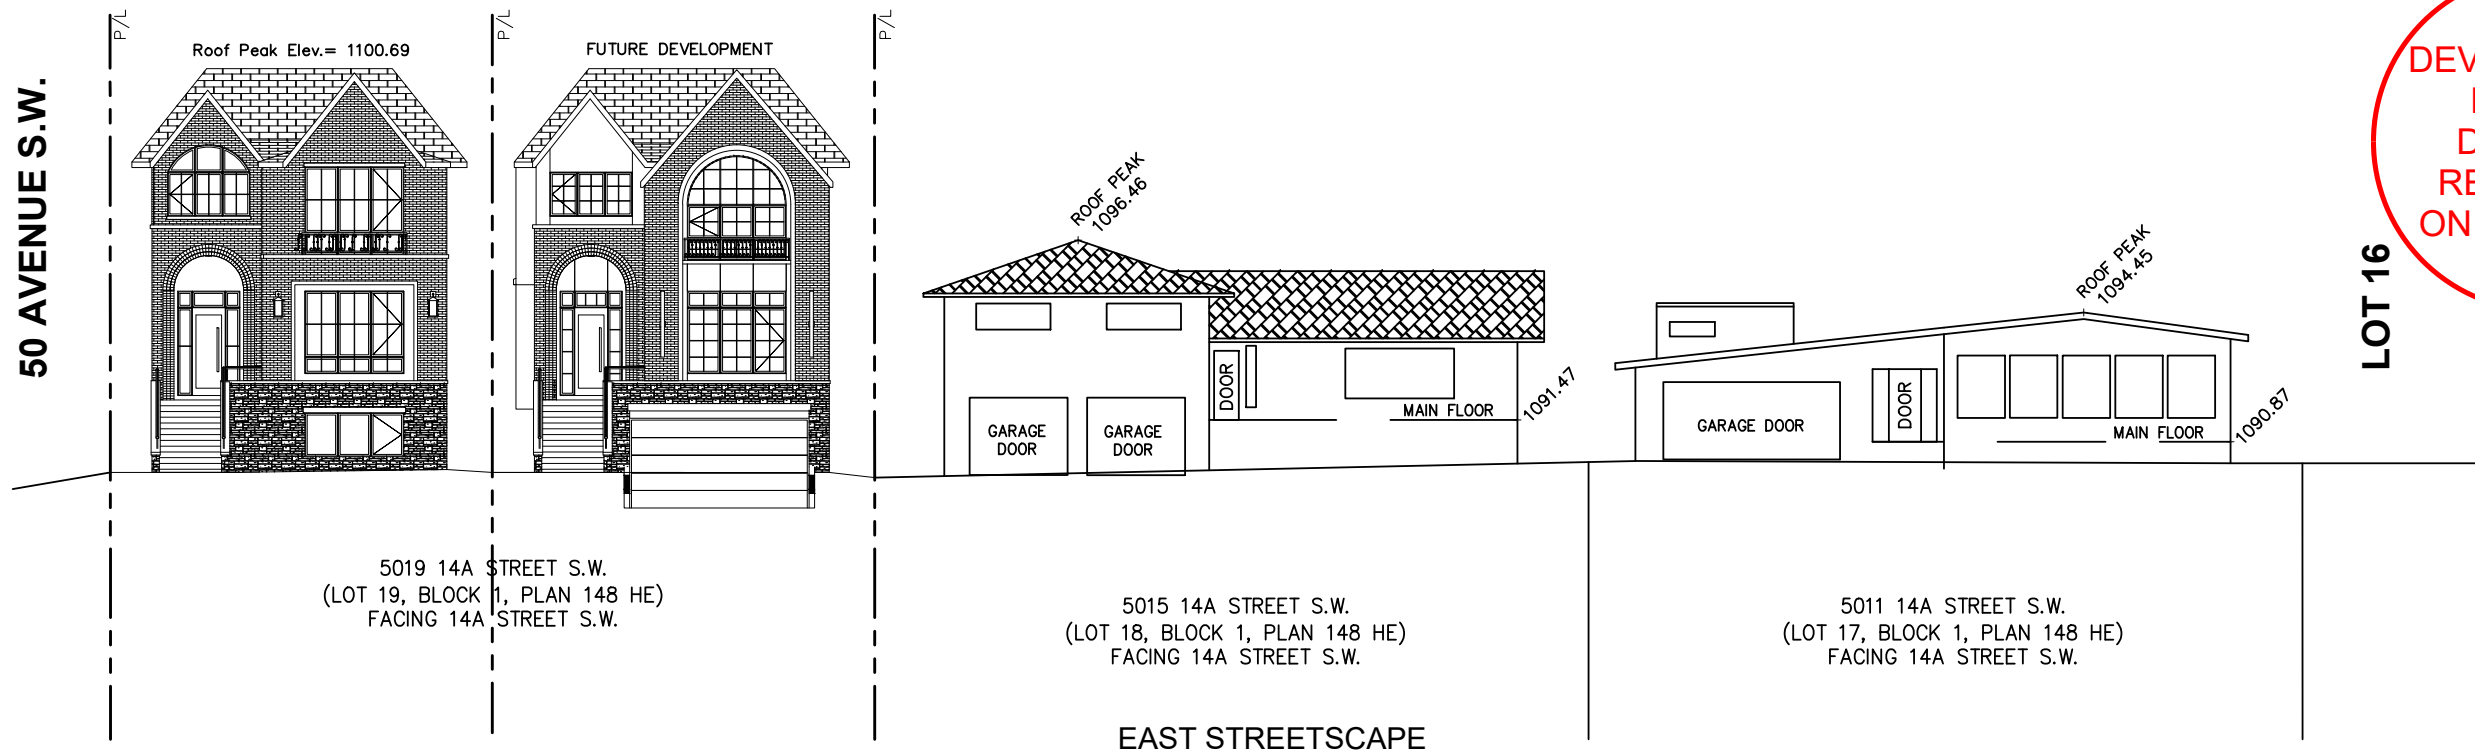 50 AVENUE S.W.
P/L
Roof Peak Elev.= 1100.69
P/L
FUTURE DEVELOPMENT
P/L
ROOF PEAK
1096.46
DOOR
GARAGE
DOOR
GARAGE
DOOR
MAIN FLOOR
1091.47
ROOF PEAK
1094.45
GARAGE DOOR
DOOR
MAIN FLOOR
1090.87
LOT 16
DEV
RE
ON
5019 14A STREET S.W.
(LOT 19, BLOCK 1, PLAN 148 HE)
FACING 14A STREET S.W.
5015 14A STREET S.W.
(LOT 18, BLOCK 1, PLAN 148 HE)
FACING 14A STREET S.W.
5011 14A STREET S.W.
(LOT 17, BLOCK 1, PLAN 148 HE)
FACING 14A STREET S.W.
EAST STREETSCAPE